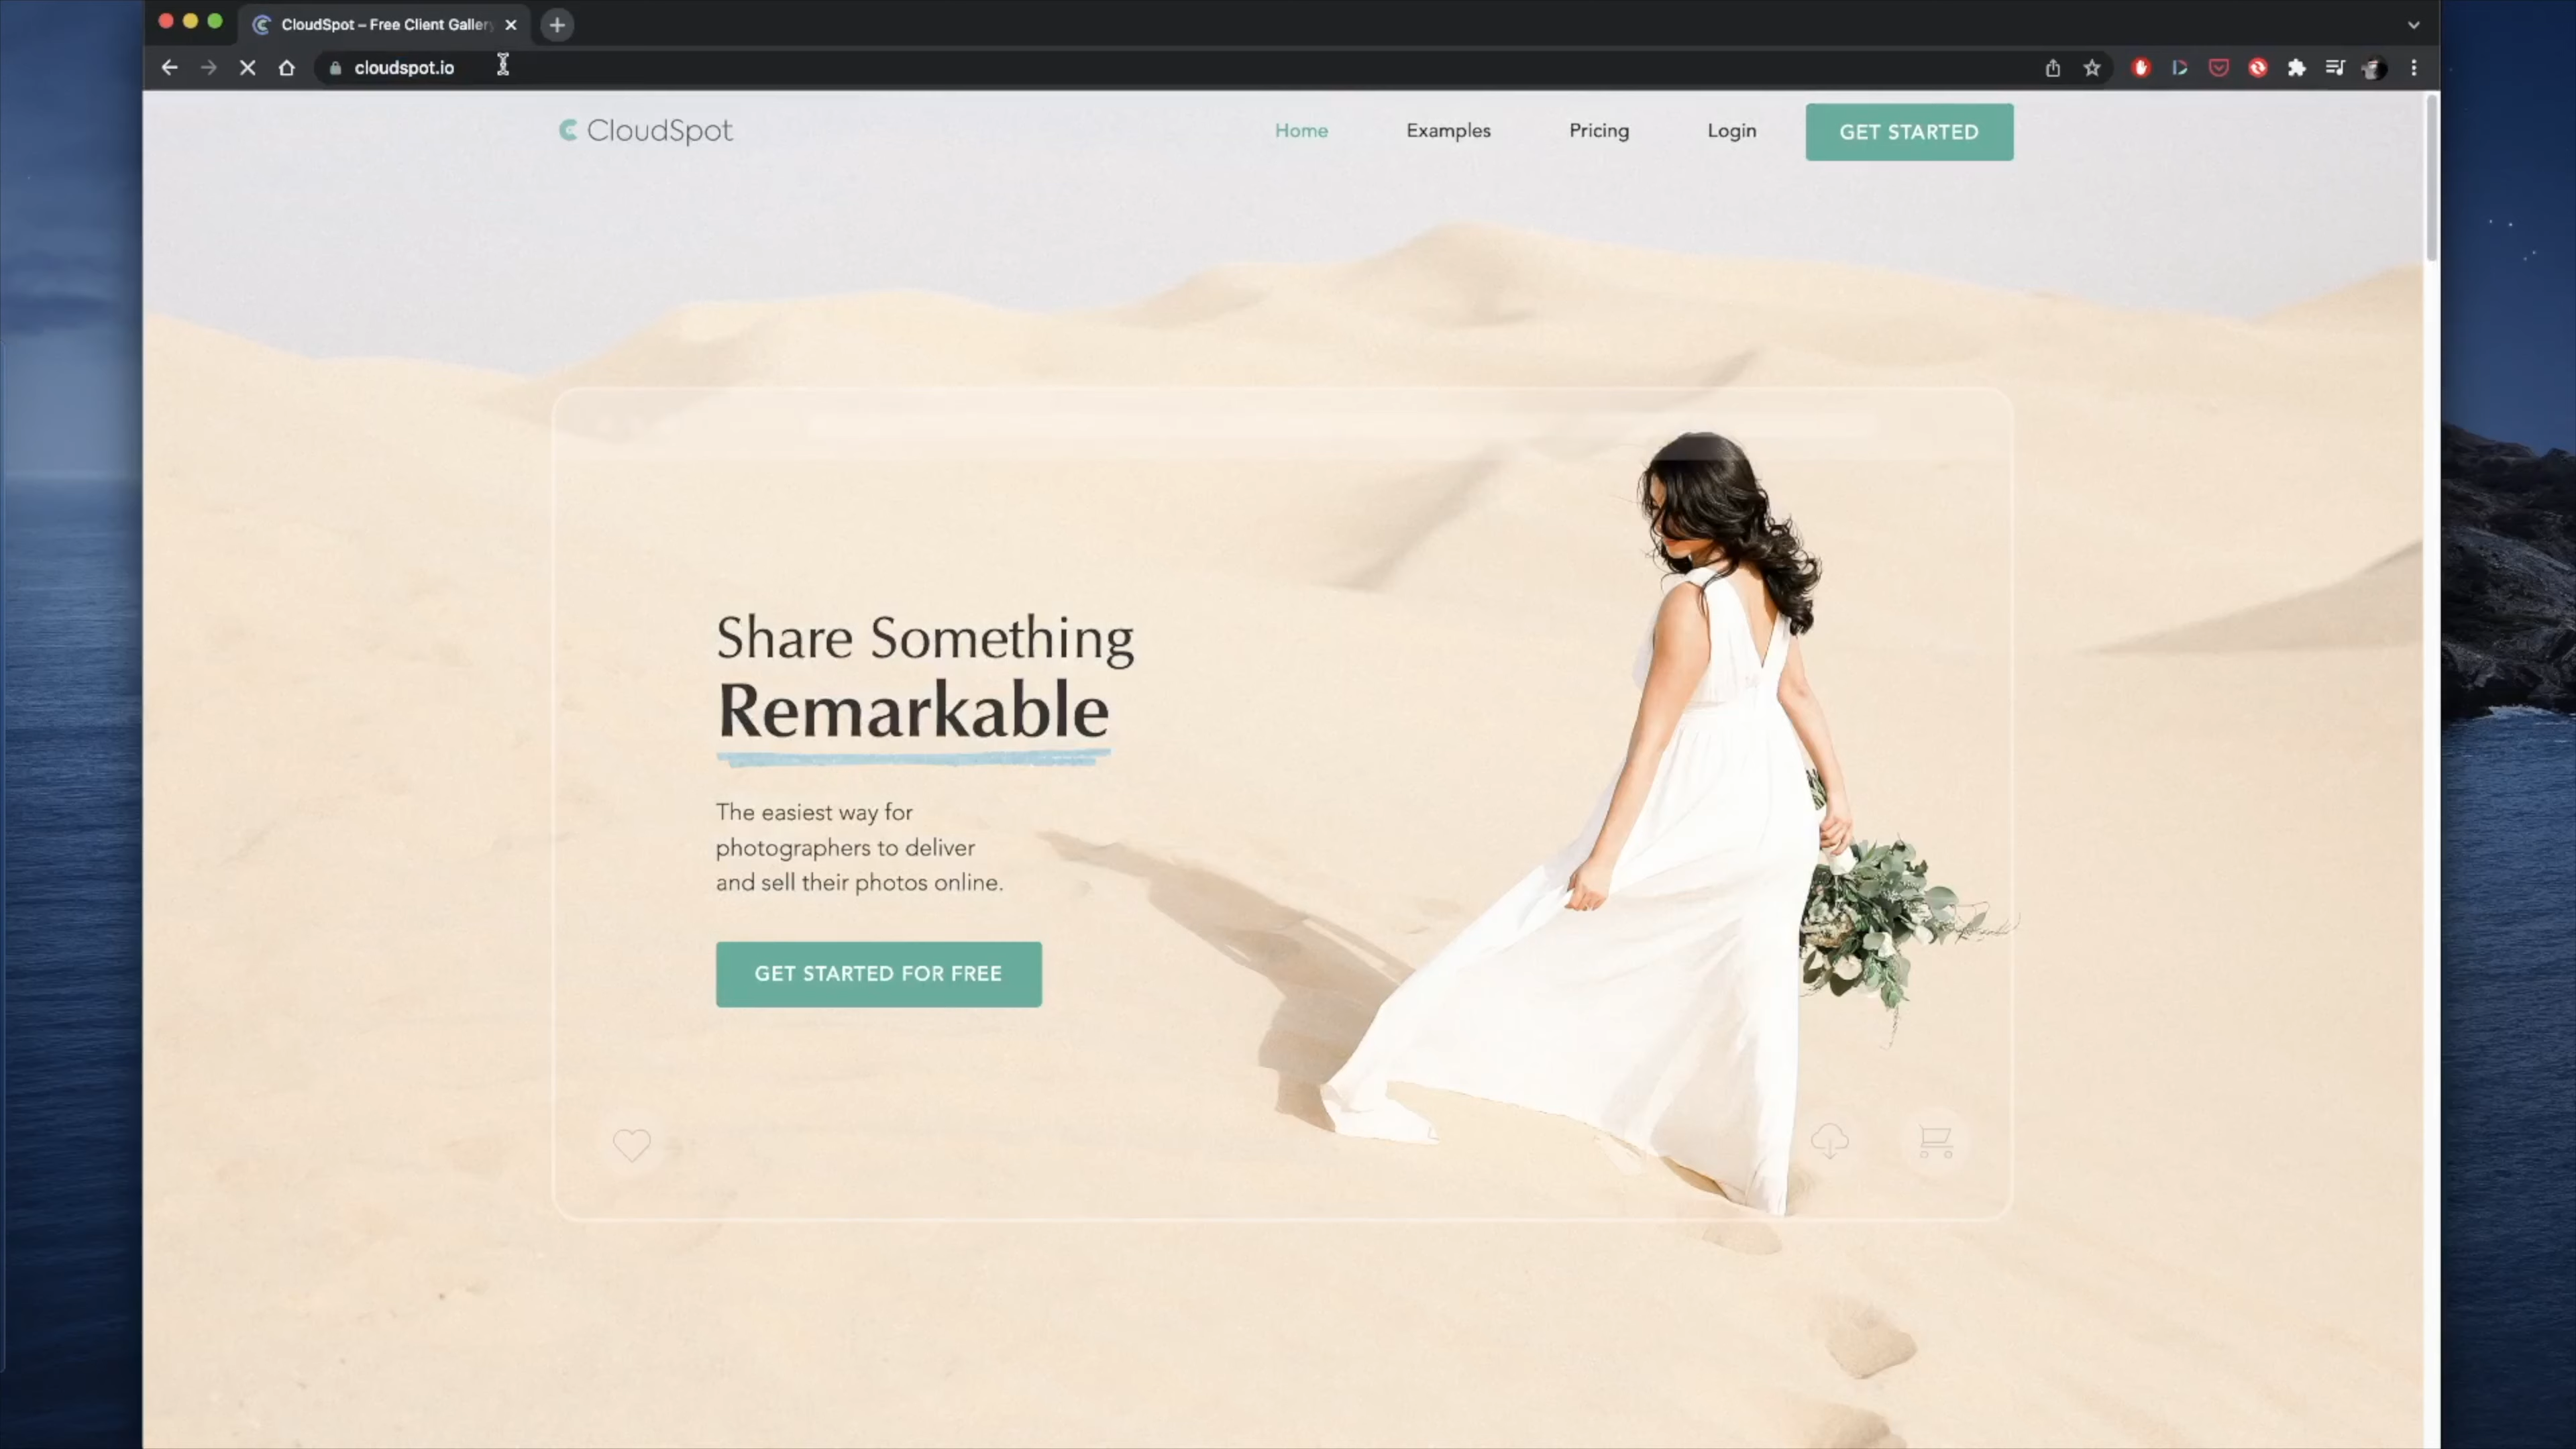 CloudSpot – Free Client Gallery
cloudspot.io
CloudSpot
Home
Examples
Pricing
Login
GET STARTED
Share Something
Remarkable
The easiest way for
photographers to deliver
and sell their photos online.
GET STARTED FOR FREE